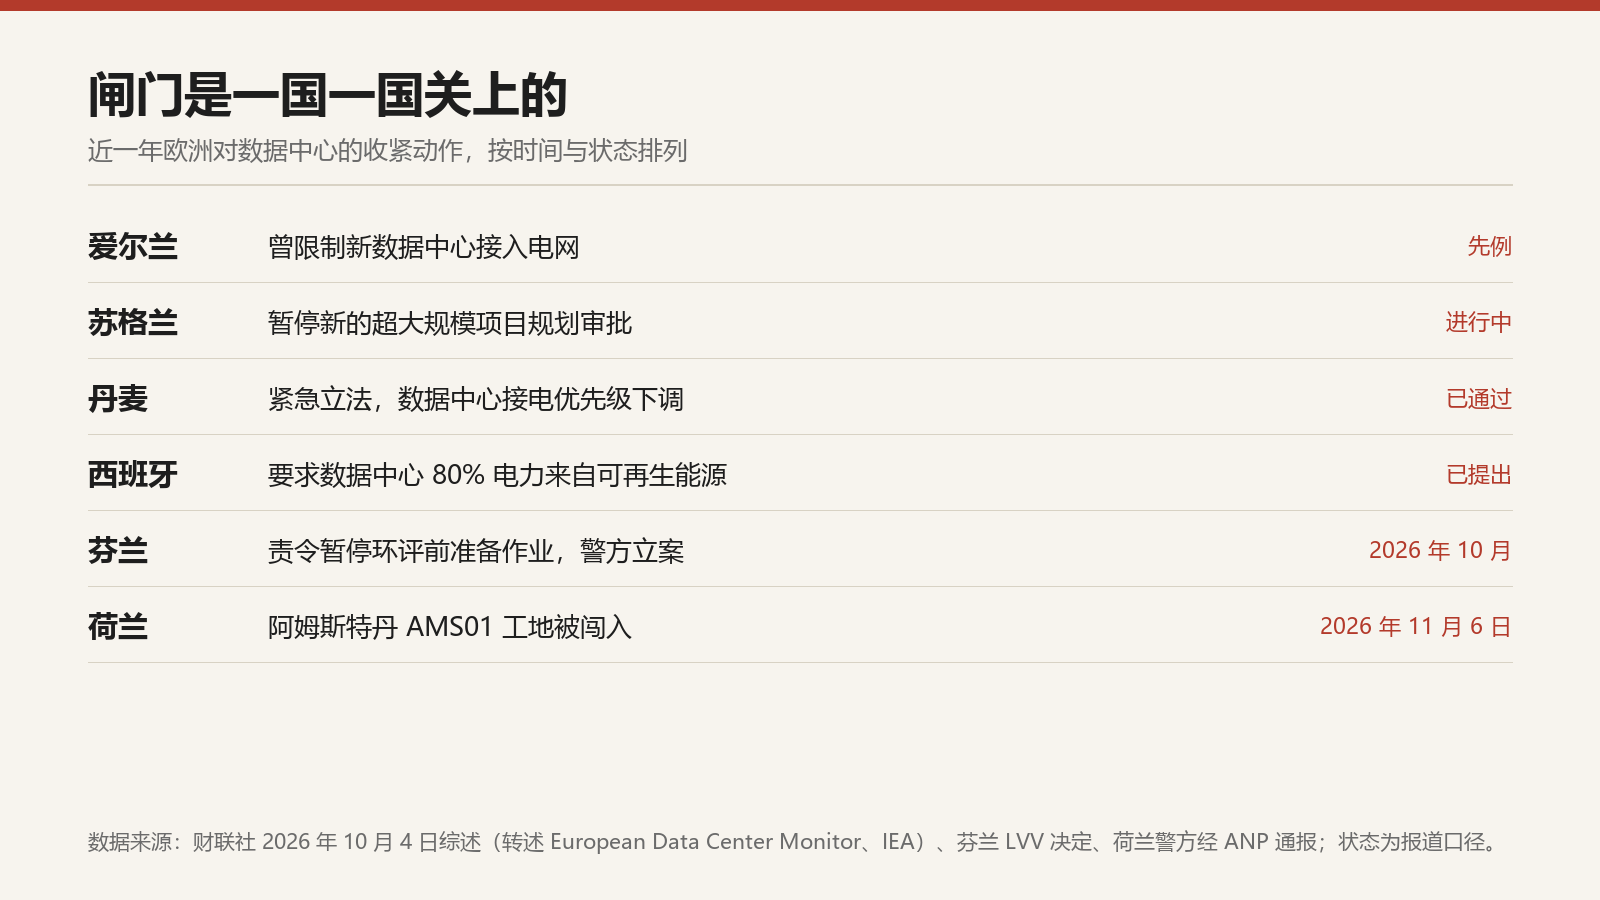 闸门是一国一国关上的
近一年欧洲对数据中心的收紧动作，按时间与状态排列
爱尔兰 曾限制新数据中心接入电网 先例
苏格兰 暂停新的超大规模项目规划审批 进行中
丹麦 紧急立法，数据中心接电优先级下调 已通过
西班牙 要求数据中心 80% 电力来自可再生能源 已提出
芬兰 责令暂停环评前准备作业，警方立案 2026 年 10 月
荷兰 阿姆斯特丹 AMS01 工地被闯入 2026 年 11 月 6 日
数据来源：财联社 2026 年 10 月 4 日综述（转述 European Data Center Monitor、IEA）、芬兰 LVV 决定、荷兰警方经 ANP 通报；状态为报道口径。